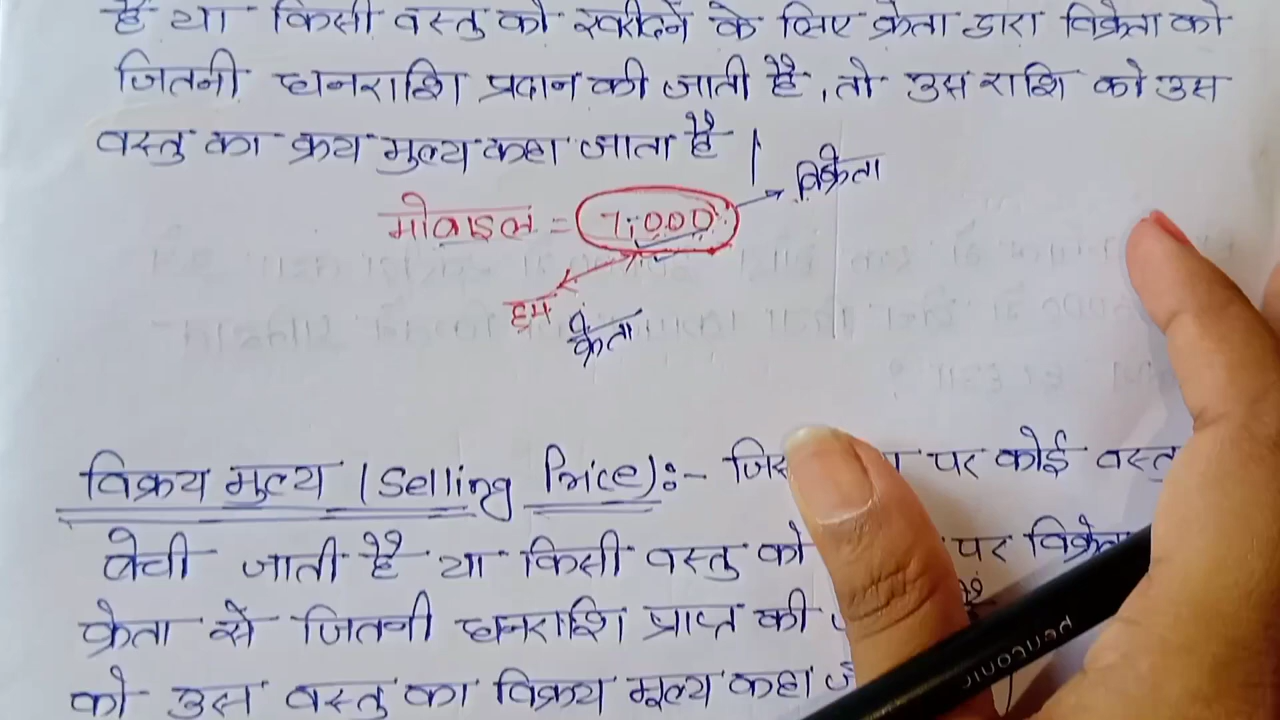 है या किसी वस्तु को खरीदने के लिए क्रेता द्वारा विक्रेता को
जितनी धनराशि प्रदान की जाती है, तो उस राशि को उस
वस्तु का क्रय मुल्य कहा जाता है |
विक्रेता
मोबाइल = 7,000
हम
क्रेता
विक्रय मुल्य (Selling Price):- पर कोई वस्तु
बेची जाती है या किसी वस्तु को पर विक्रेता
क्रेता से जितनी धनराशि प्राप्त की
को उस वस्तु का विक्रय मूल्य कहा
pentonic